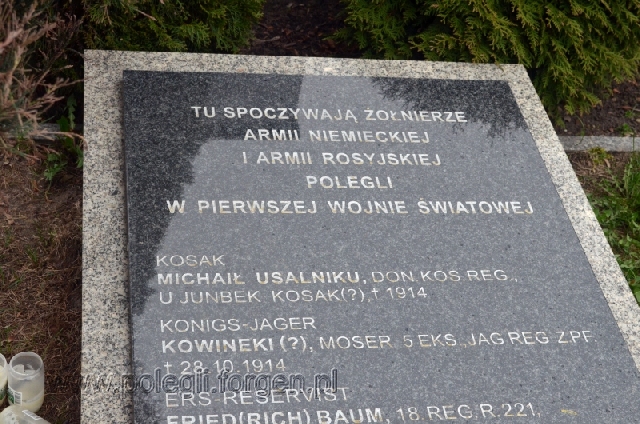 TU SPOCZYWAJĄ ŻOŁNIERZE
ARMII NIEMIECKIEJ
I ARMII ROSYJSKIEJ
POLEGLI
W PIERWSZEJ WOJNIE ŚWIATOWEJ
KOSAK
MICHAIŁ USALNIKU, DON.KOS.REG.,
U JUNBEK, KOSAK(?), † 1914
KONIGS-JAGER
KOWINEKI (?), MOSER. 5 EKS., JAG.REG.Z.PF.
† 28.10.1914
www.polegli.forgen.pl
ERS RESERVIST
FRIED(RICH) BAUM, 18.REG.R.221,